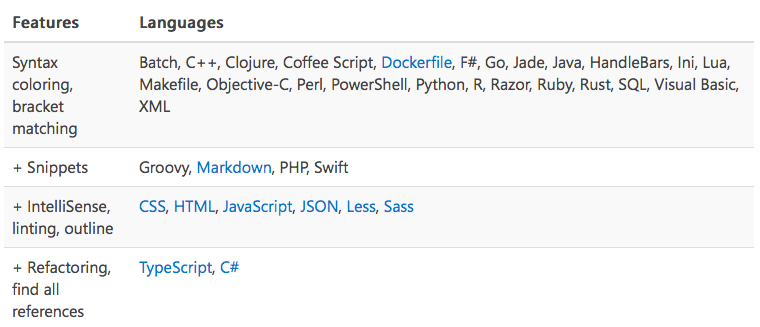 Features Languages
Syntax coloring, bracket matching Batch, C++, Clojure, Coffee Script, Dockerfile, F#, Go, Jade, Java, HandleBars, Ini, Lua,
Makefile, Objective-C, Perl, PowerShell, Python, R, Razor, Ruby, Rust, SQL, Visual Basic,
XML
+ Snippets Groovy, Markdown, PHP, Swift
+ IntelliSense, linting, outline CSS, HTML, JavaScript, JSON, Less, Sass
+ Refactoring, find all references TypeScript, C#